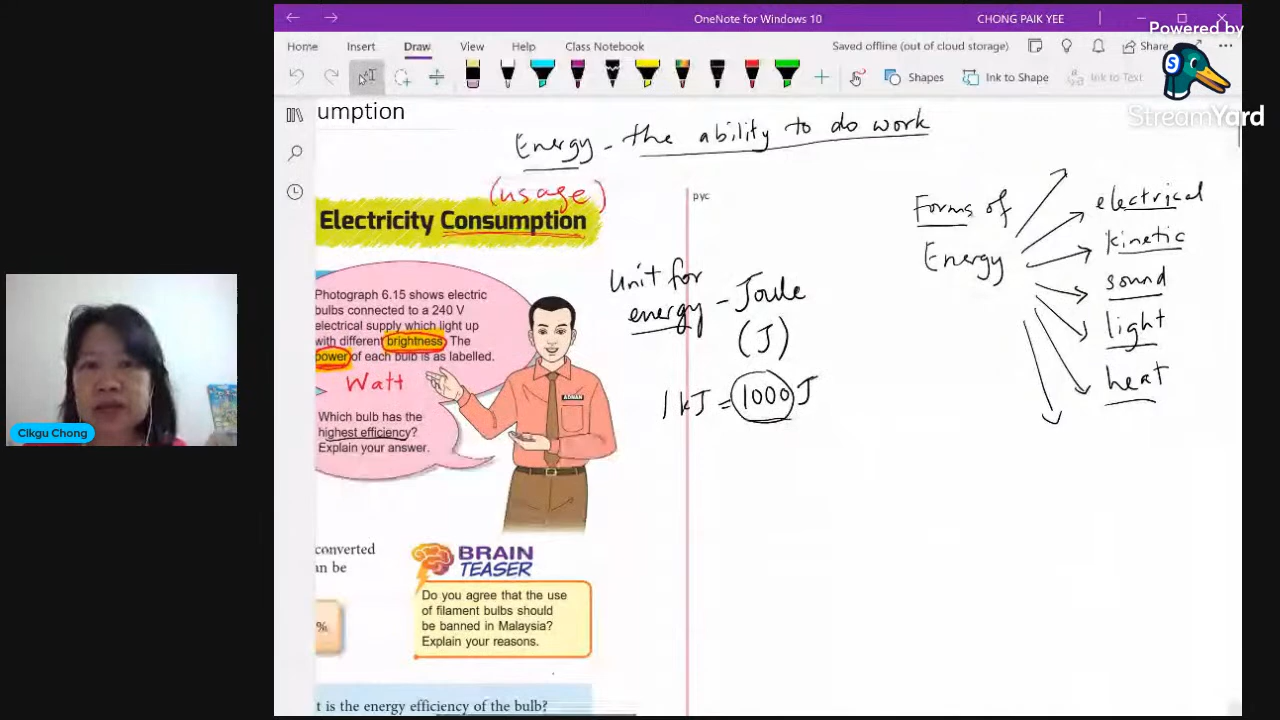 OneNote for Windows 10
CHONG PAIK YEE
Powered by
StreamYard
Home Insert Draw View Help Class Notebook
Saved offline (out of cloud storage)
Share
Shapes
Ink to Shape
Ink to Text
umption
Energy - the ability to do work
(usage)
Electricity Consumption
pyc
Photograph 6.15 shows electric
bulbs connected to a 240 V
electrical supply which light up
with different brightness. The
power of each bulb is as labelled.
Watt
Which bulb has the
highest efficiency?
Explain your answer.
ADNAN
Unit for
energy - Joule
(J)
1 kJ = 1000 J
Forms of
Energy
electrical
kinetic
sound
light
heat
Cikgu Chong
converted
an be
%
BRAIN
TEASER
Do you agree that the use
of filament bulbs should
be banned in Malaysia?
Explain your reasons.
t is the energy efficiency of the bulb?